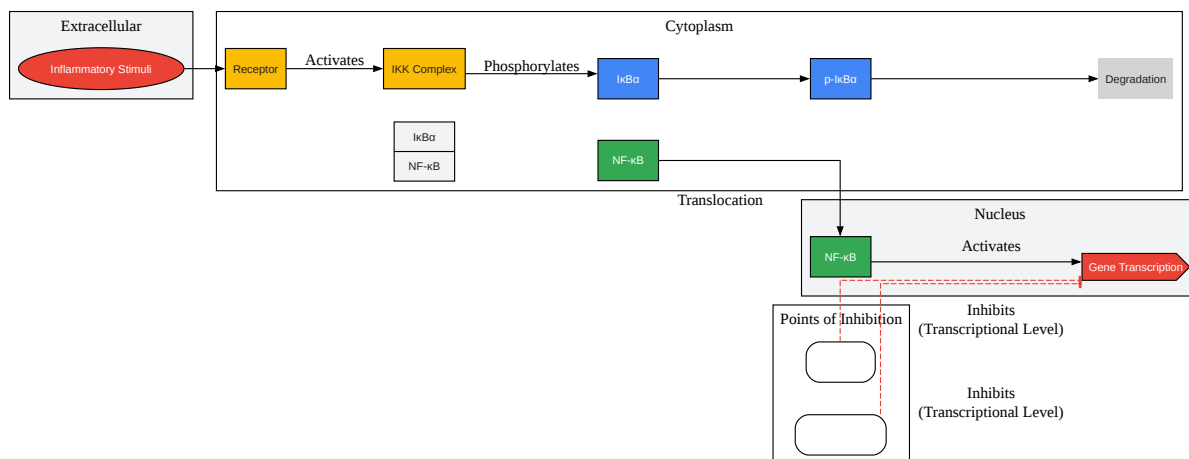 Extracellular
Cytoplasm
Inflammatory Stimuli
Receptor
Activates
IKK Complex
Phosphorylates
IκBα
p-IκBα
Degradation
IκBα
NF-κB
NF-κB
Translocation
Nucleus
NF-κB
Activates
Gene Transcription
Points of Inhibition
Inhibits
(Transcriptional Level)
Inhibits
(Transcriptional Level)